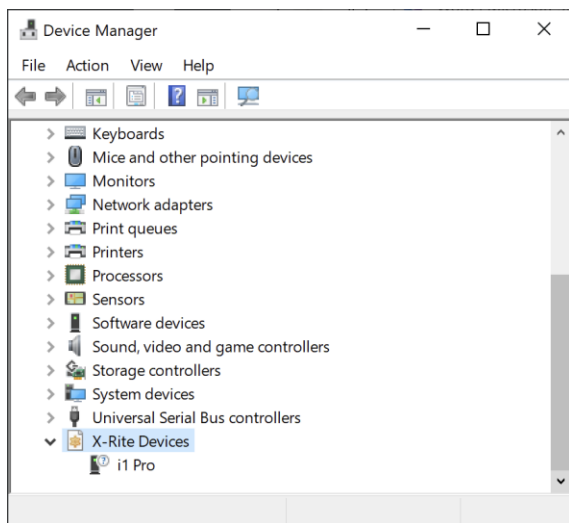 Device Manager
File Action View Help
Keyboards
Mice and other pointing devices
Monitors
Network adapters
Print queues
Printers
Processors
Sensors
Software devices
Sound, video and game controllers
Storage controllers
System devices
Universal Serial Bus controllers
X-Rite Devices
i1 Pro